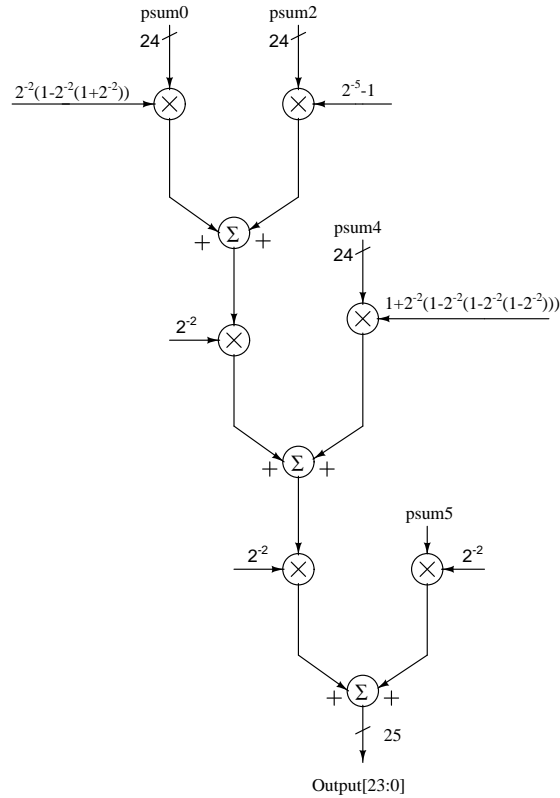 psum0 psum2
24 24
2⁻²(1-2⁻²(1+2⁻²)) 2⁻⁵-1
+ Σ +
psum4
24
2⁻² 1+2⁻²(1-2⁻²(1-2⁻²(1-2⁻²)))
+ Σ +
psum5
2⁻² 2⁻²
+ Σ +
25
Output[23:0]